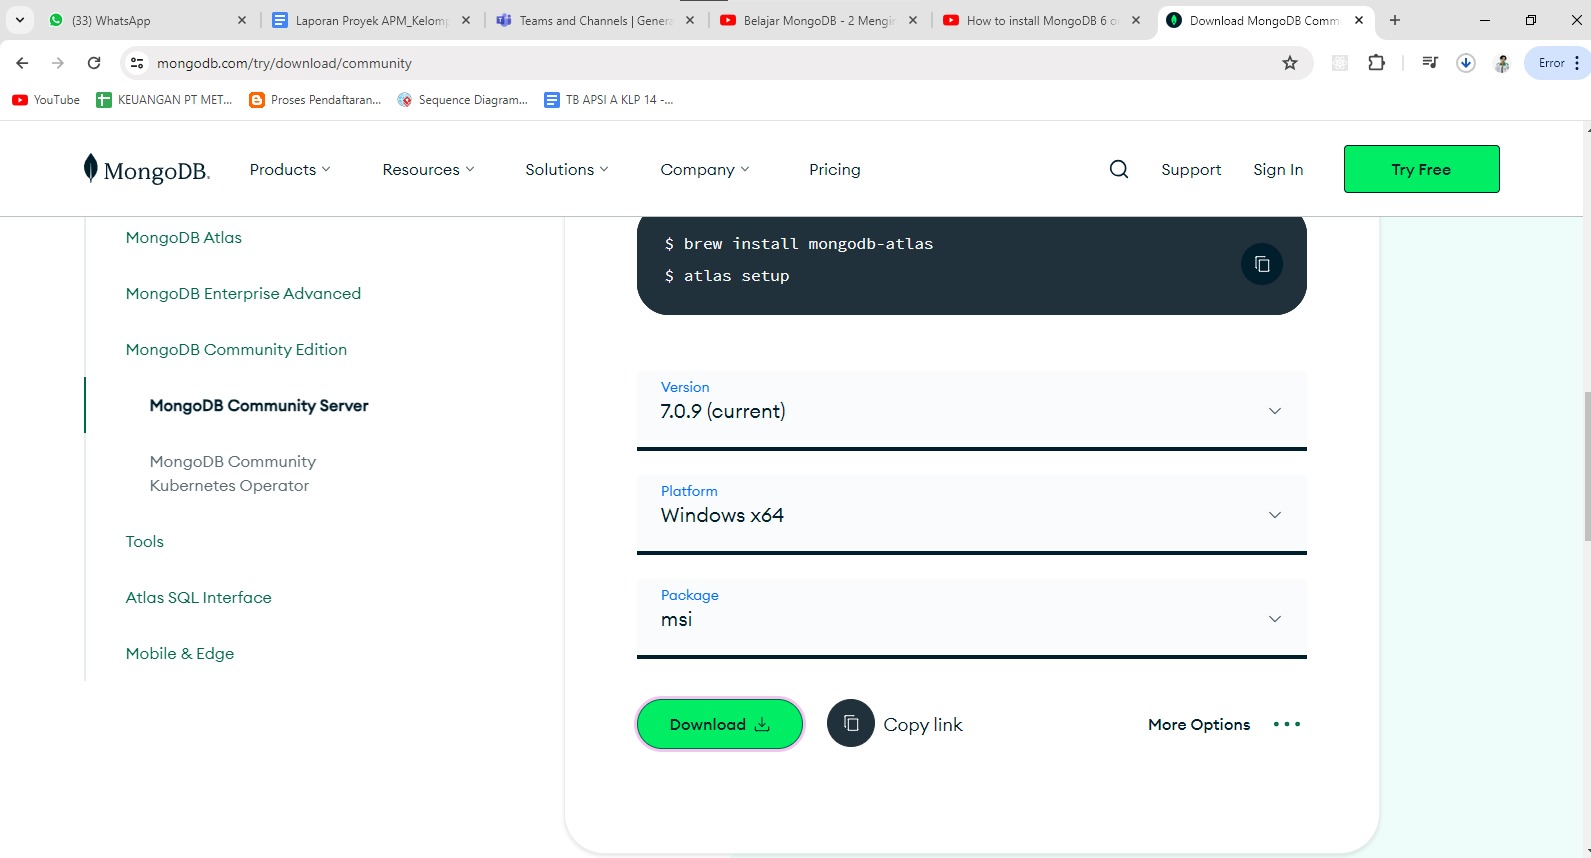 (33) WhatsApp
Laporan Proyek APM_Kelomp
Teams and Channels | Genera
Belajar MongoDB - 2 Mengin
How to install MongoDB 6 o
Download MongoDB Comm
mongodb.com/try/download/community
Error
YouTube
KEUANGAN PT MET...
Proses Pendaftaran...
Sequence Diagram...
TB APSI A KLP 14 -...
MongoDB.
Products
Resources
Solutions
Company
Pricing
Support
Sign In
Try Free
MongoDB Atlas
MongoDB Enterprise Advanced
MongoDB Community Edition
MongoDB Community Server
MongoDB Community
Kubernetes Operator
Tools
Atlas SQL Interface
Mobile & Edge
$ brew install mongodb-atlas
$ atlas setup
Version
7.0.9 (current)
Platform
Windows x64
Package
msi
Download
Copy link
More Options